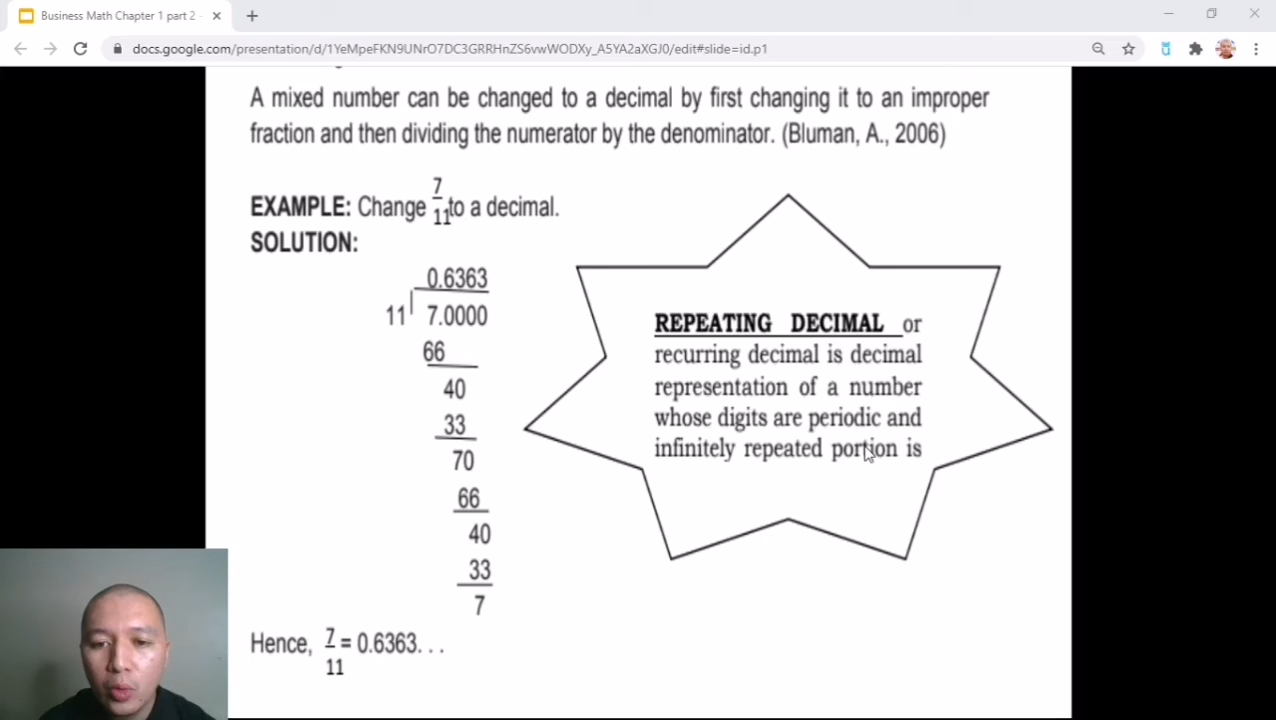 Business Math Chapter 1 part 2 -
docs.google.com/presentation/d/1YeMpeFKN9UNrO7DC3GRRHnZS6vwWODXy_A5YA2aXGJ0/edit#slide=id.p1
A mixed number can be changed to a decimal by first changing it to an improper
fraction and then dividing the numerator by the denominator. (Bluman, A., 2006)
EXAMPLE: Change 7/11 to a decimal.
SOLUTION:
0.6363
11 7.0000
66
40
33
70
66
40
33
7
Hence, 7/11 = 0.6363. . .
REPEATING DECIMAL or
recurring decimal is decimal
representation of a number
whose digits are periodic and
infinitely repeated portion is